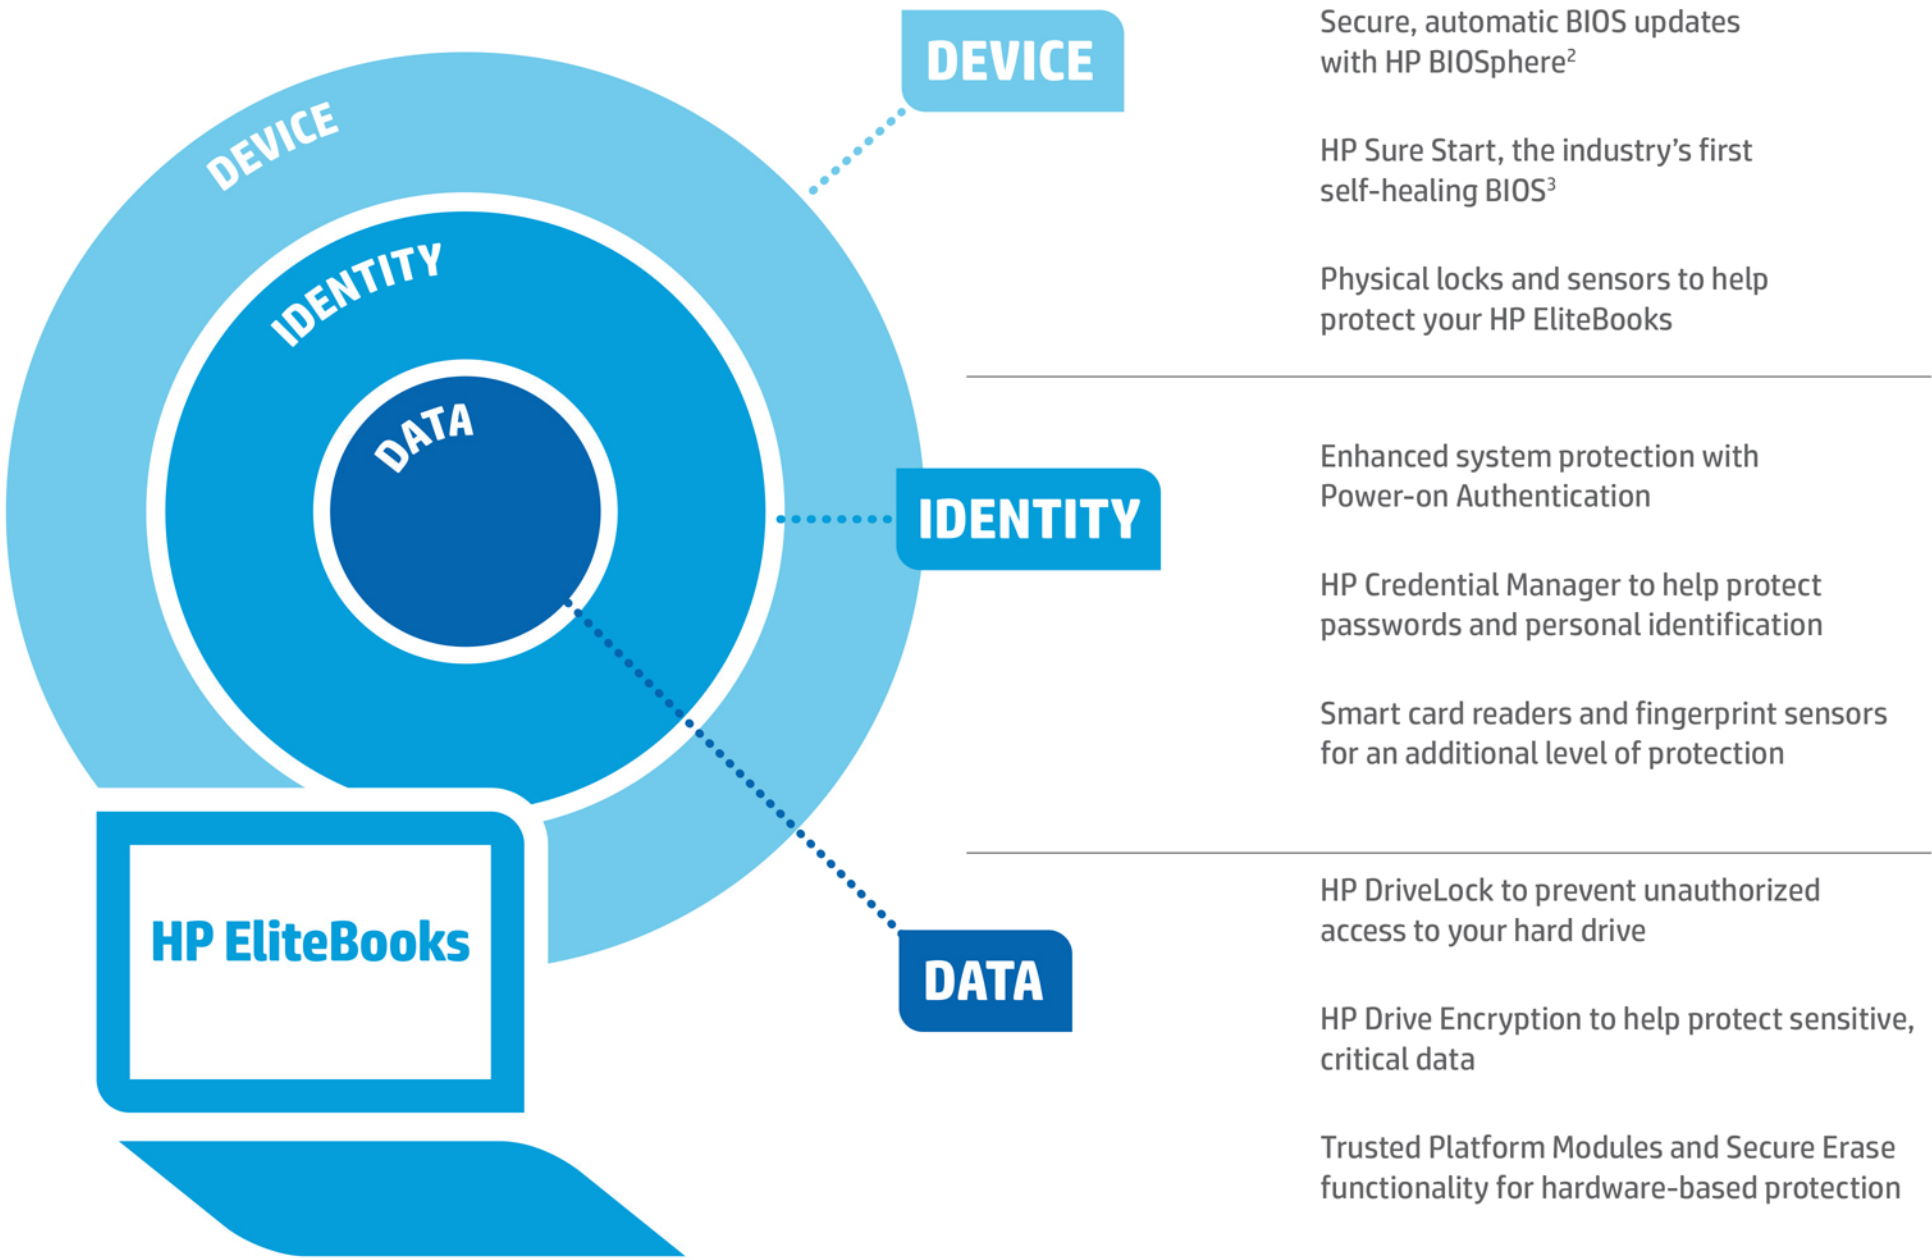 DEVICE
IDENTITY
DATA
HP EliteBooks
DEVICE
Secure, automatic BIOS updates
with HP BIOSphere²
HP Sure Start, the industry’s first
self-healing BIOS³
Physical locks and sensors to help
protect your HP EliteBooks
IDENTITY
Enhanced system protection with
Power-on Authentication
HP Credential Manager to help protect
passwords and personal identification
Smart card readers and fingerprint sensors
for an additional level of protection
DATA
HP DriveLock to prevent unauthorized
access to your hard drive
HP Drive Encryption to help protect sensitive,
critical data
Trusted Platform Modules and Secure Erase
functionality for hardware-based protection